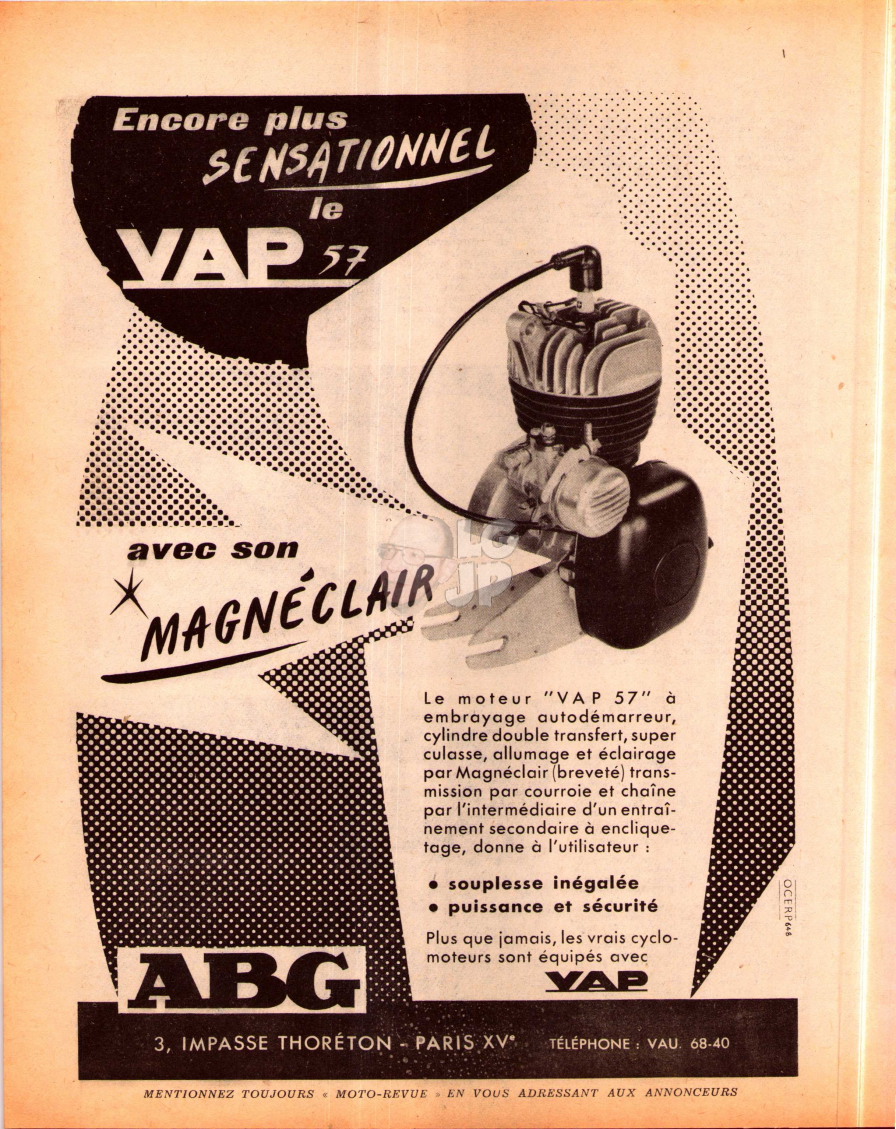 Encore plus
SENSATIONNEL
le
VAP 57
avec son
MAGNÉCLAIR
LC
JP
Le moteur "VAP 57" à
embrayage autodémarreur,
cylindre double transfert, super
culasse, allumage et éclairage
par Magnéclair (breveté) trans-
mission par courroie et chaîne
par l'intermédiaire d'un entraî-
nement secondaire à enclique-
tage, donne à l'utilisateur :
• souplesse inégalée
• puissance et sécurité
Plus que jamais, les vrais cyclo-
moteurs sont équipés avec
VAP
OCERP 648
ABG
3, IMPASSE THORÉTON - PARIS XVe TÉLÉPHONE : VAU. 68-40
MENTIONNEZ TOUJOURS « MOTO-REVUE » EN VOUS ADRESSANT AUX ANNONCEURS